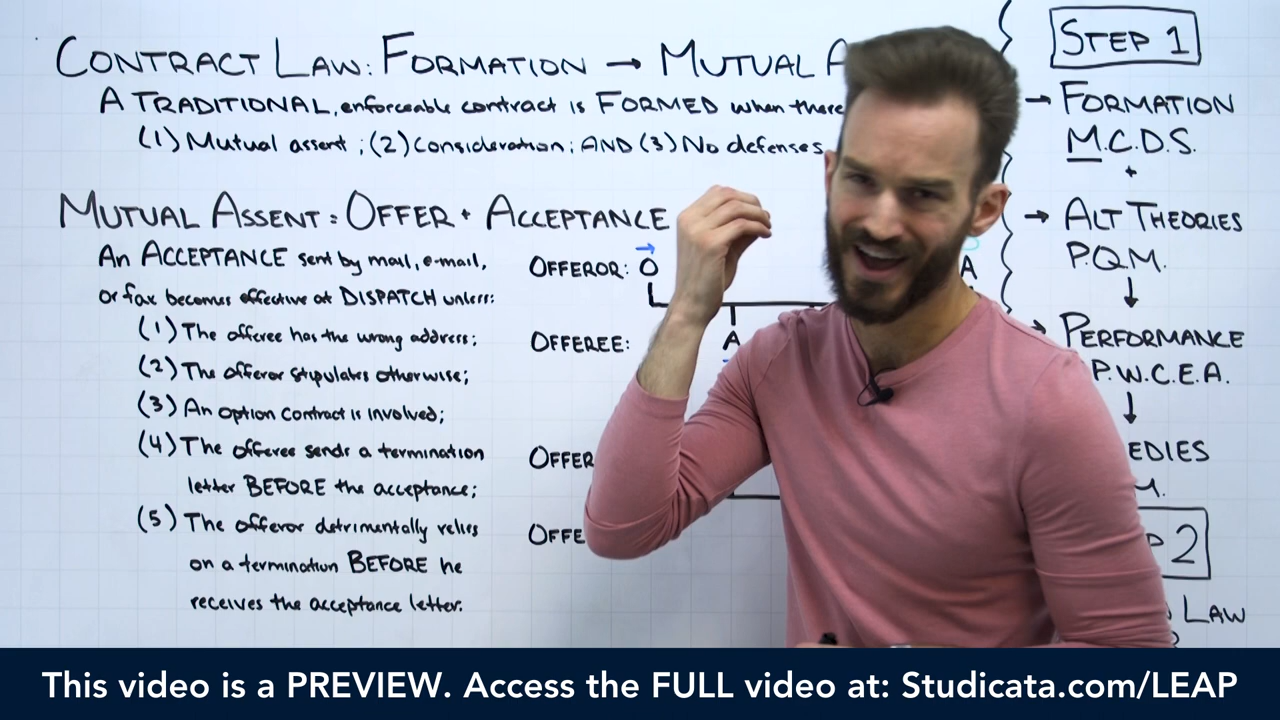 CONTRACT LAW: FORMATION → MUTUAL A
A TRADITIONAL, enforceable contract is FORMED when there
(1) Mutual assent; (2) Consideration; AND (3) No defenses
MUTUAL ASSENT = OFFER + ACCEPTANCE
An ACCEPTANCE sent by mail, e-mail,
or fax becomes effective at DISPATCH unless:
(1) The offeree has the wrong address;
(2) The offeror stipulates otherwise;
(3) An option contract is involved;
(4) The offeree sends a termination
letter BEFORE the acceptance;
(5) The offeror detrimentally relies
on a termination BEFORE he
receives the acceptance letter.
OFFEROR: O
A
OFFEREE:
A
OFFER
OFFE
STEP 1
→ FORMATION
M.C.D.S.
+
→ ALT THEORIES
P.Q.M.
↓
PERFORMANCE
P.W.C.E.A.
↓
EDIES
M.
P 2
LAW
This video is a PREVIEW. Access the FULL video at: Studicata.com/LEAP